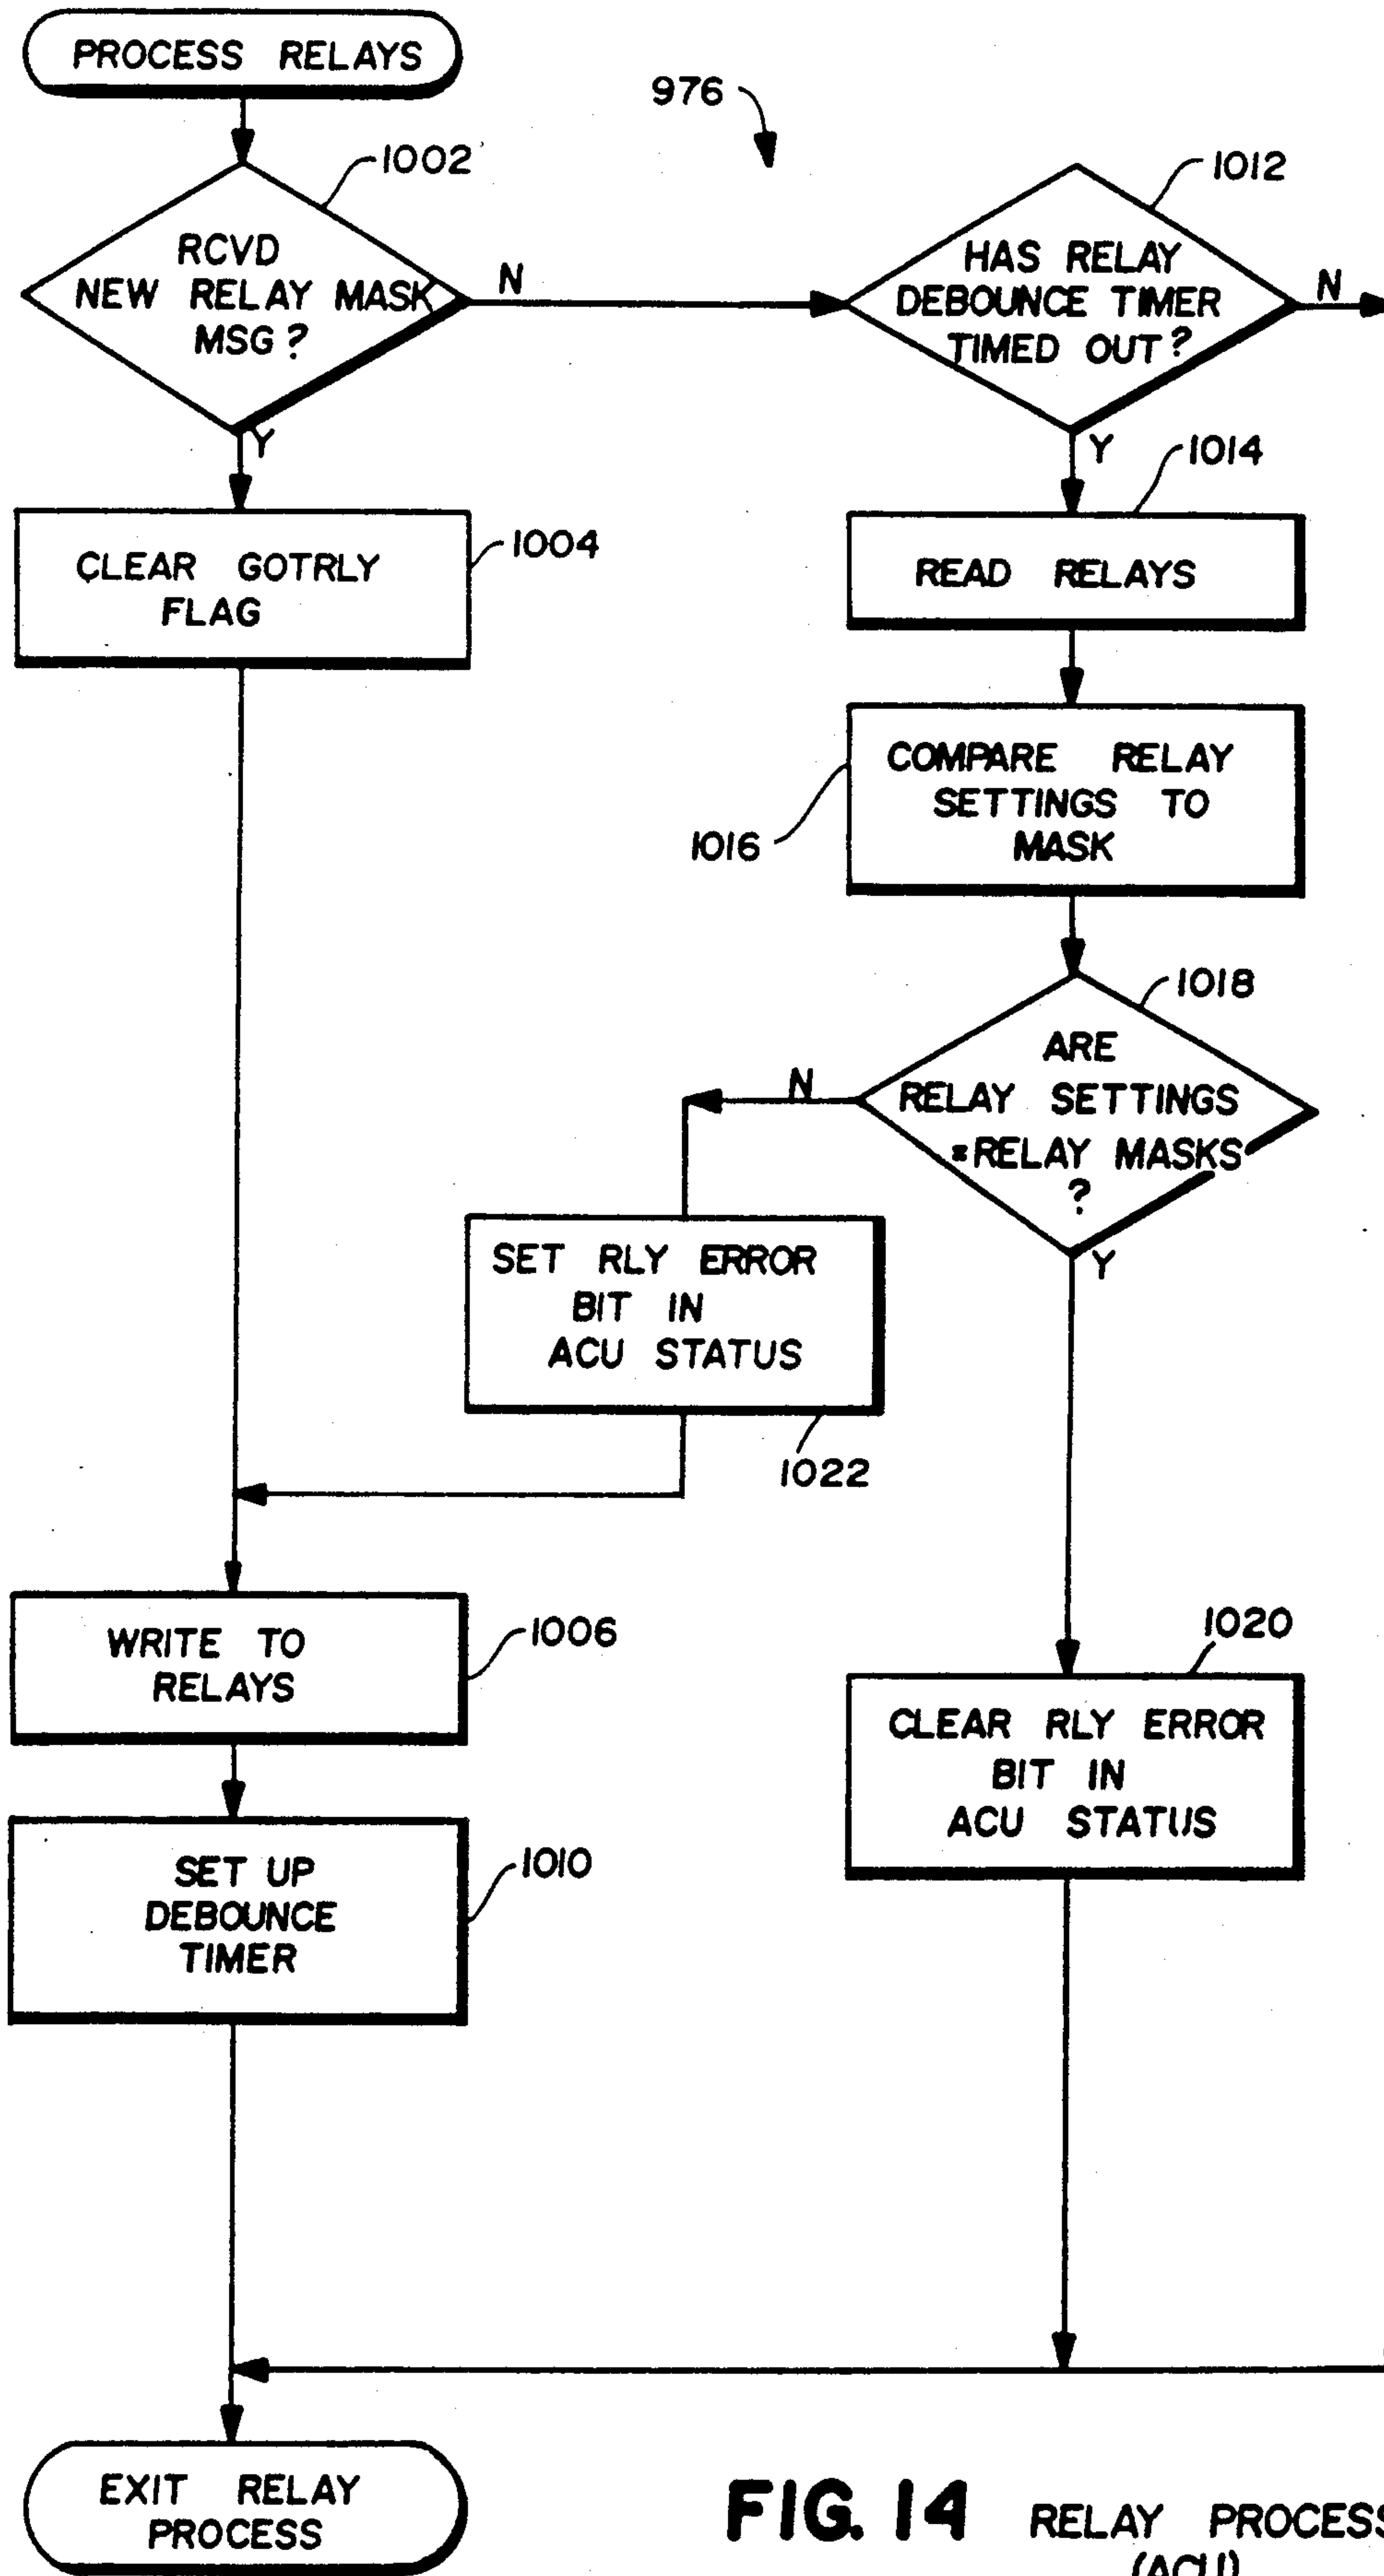 PROCESS RELAYS
976
1002
RCVD
NEW RELAY MASK
MSG?
N
Y
1012
HAS RELAY
DEBOUNCE TIMER
TIMED OUT?
N
Y
CLEAR GOTRLY
FLAG
1004
1014
READ RELAYS
COMPARE RELAY
SETTINGS TO
MASK
1016
1018
ARE
RELAY SETTINGS
=RELAY MASKS
?
N
Y
SET RLY ERROR
BIT IN
ACU STATUS
1022
WRITE TO
RELAYS
1006
1020
CLEAR RLY ERROR
BIT IN
ACU STATUS
SET UP
DEBOUNCE
TIMER
1010
EXIT RELAY
PROCESS
FIG. 14 RELAY PROCESS
(ACU)